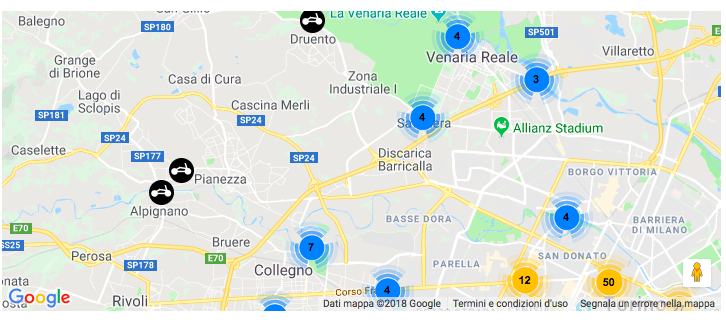 La Venaria Reale
San Gillio
Balegno
SP180
Druento
4
SP501
Venaria Reale
Villaretto
Grange
di Brione
Casa di Cura
Zona
Industriale I
3
Lago di
Sclopis
Cascina Merli
SP181
SP24
4
Savonera
Allianz Stadium
SP24
Caselette
SP177
SP24
Discarica
Barricalla
Pianezza
BORGO VITTORIA
Alpignano
BASSE DORA
4
BARRIERA
DI MILANO
E70
SS25
Bruere
7
Perosa
SP178
E70
Collegno
PARELLA
SAN DONATO
12
50
4
Rivoli
Corso Fr
Google
Dati mappa ©2018 Google
Termini e condizioni d'uso
Segnala un errore nella mappa